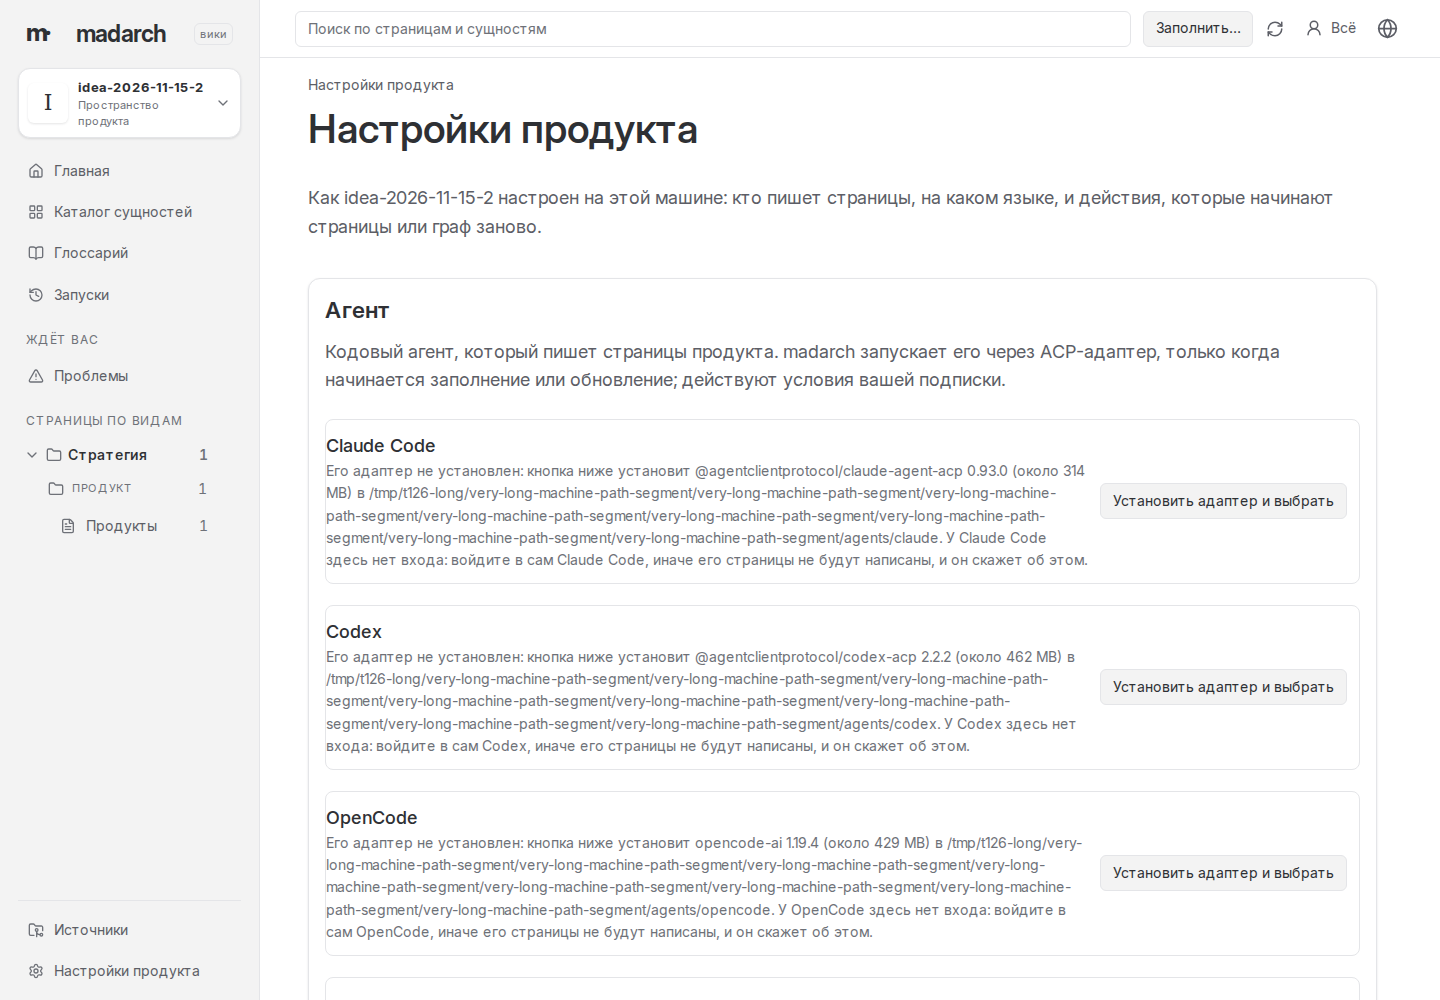 madarch
вики
Поиск по страницам и сущностям
Заполнить...
Всё
I
idea-2026-11-15-2
Пространство
продукта
Главная
Каталог сущностей
Глоссарий
Запуски
ЖДЁТ ВАС
Проблемы
СТРАНИЦЫ ПО ВИДАМ
Стратегия 1
ПРОДУКТ 1
Продукты 1
Источники
Настройки продукта
Настройки продукта
Настройки продукта
Как idea-2026-11-15-2 настроен на этой машине: кто пишет страницы, на каком языке, и действия, которые начинают
страницы или граф заново.
Агент
Кодовый агент, который пишет страницы продукта. madarch запускает его через ACP-адаптер, только когда
начинается заполнение или обновление; действуют условия вашей подписки.
Claude Code
Его адаптер не установлен: кнопка ниже установит @agentclientprotocol/claude-agent-acp 0.93.0 (около 314
MB) в /tmp/t126-long/very-long-machine-path-segment/very-long-machine-path-segment/very-long-machine-
path-segment/very-long-machine-path-segment/very-long-machine-path-segment/very-long-machine-path-
segment/very-long-machine-path-segment/very-long-machine-path-segment/agents/claude. У Claude Code
здесь нет входа: войдите в сам Claude Code, иначе его страницы не будут написаны, и он скажет об этом.
Установить адаптер и выбрать
Codex
Его адаптер не установлен: кнопка ниже установит @agentclientprotocol/codex-acp 2.2.2 (около 462 MB) в
/tmp/t126-long/very-long-machine-path-segment/very-long-machine-path-segment/very-long-machine-path-
segment/very-long-machine-path-segment/very-long-machine-path-segment/very-long-machine-path-
segment/very-long-machine-path-segment/very-long-machine-path-segment/agents/codex. У Codex здесь нет
входа: войдите в сам Codex, иначе его страницы не будут написаны, и он скажет об этом.
Установить адаптер и выбрать
OpenCode
Его адаптер не установлен: кнопка ниже установит opencode-ai 1.19.4 (около 429 MB) в /tmp/t126-long/very-
long-machine-path-segment/very-long-machine-path-segment/very-long-machine-path-segment/very-long-
machine-path-segment/very-long-machine-path-segment/very-long-machine-path-segment/very-long-machine-
path-segment/very-long-machine-path-segment/agents/opencode. У OpenCode здесь нет входа: войдите в
сам OpenCode, иначе его страницы не будут написаны, и он скажет об этом.
Установить адаптер и выбрать